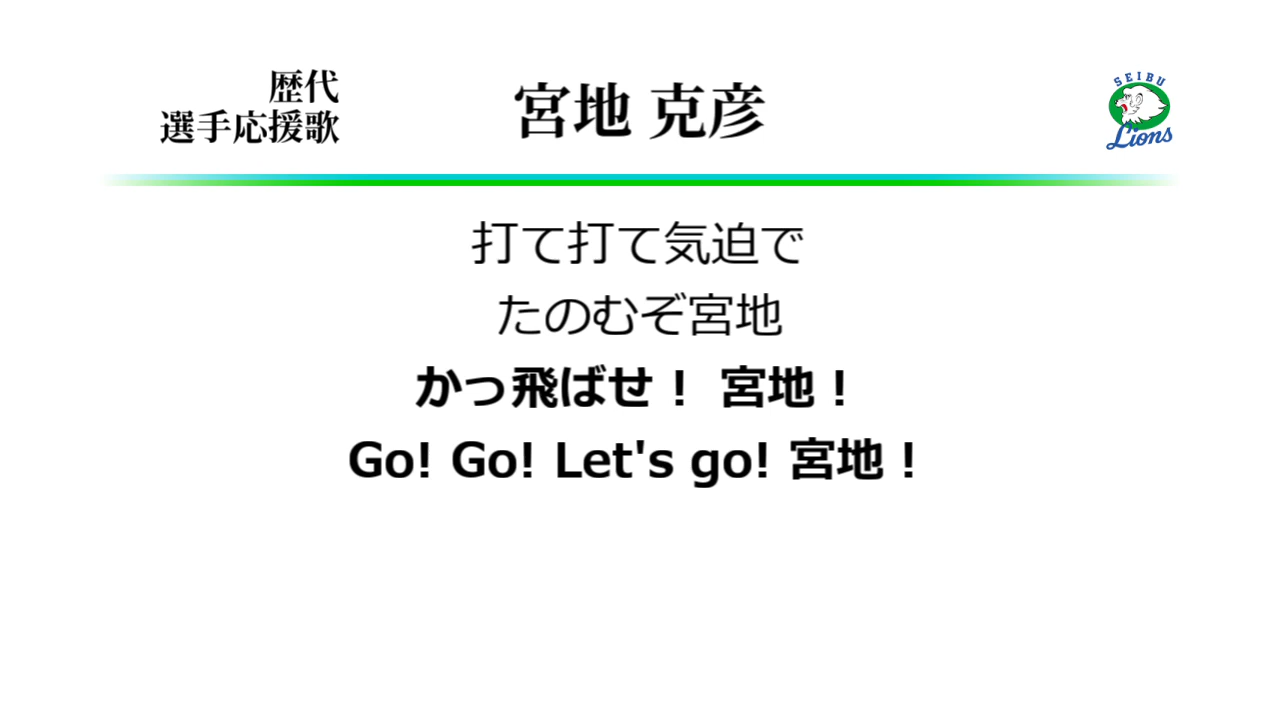 歴代
選手応援歌
宮地 克彦
SEIBU
Lions
打て打て気迫で
たのむぞ宮地
かっ飛ばせ！ 宮地！
Go! Go! Let's go! 宮地！